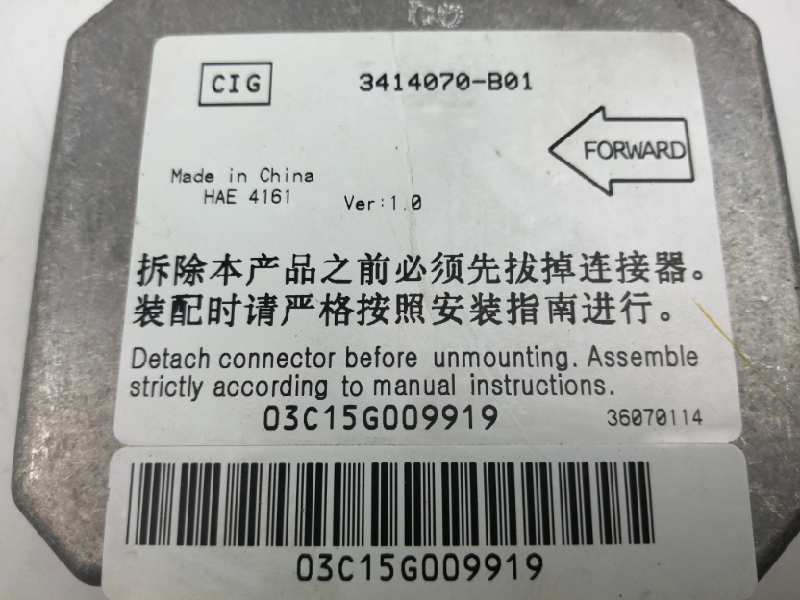 CIG
3414070-B01
FORWARD
Made in China
HAE 4161
Ver:1.0
拆除本产品之前必须先拔掉连接器。
装配时请严格按照安装指南进行。
Detach connector before unmounting. Assemble
strictly according to manual instructions.
03C15G009919
36070114
03C15G009919